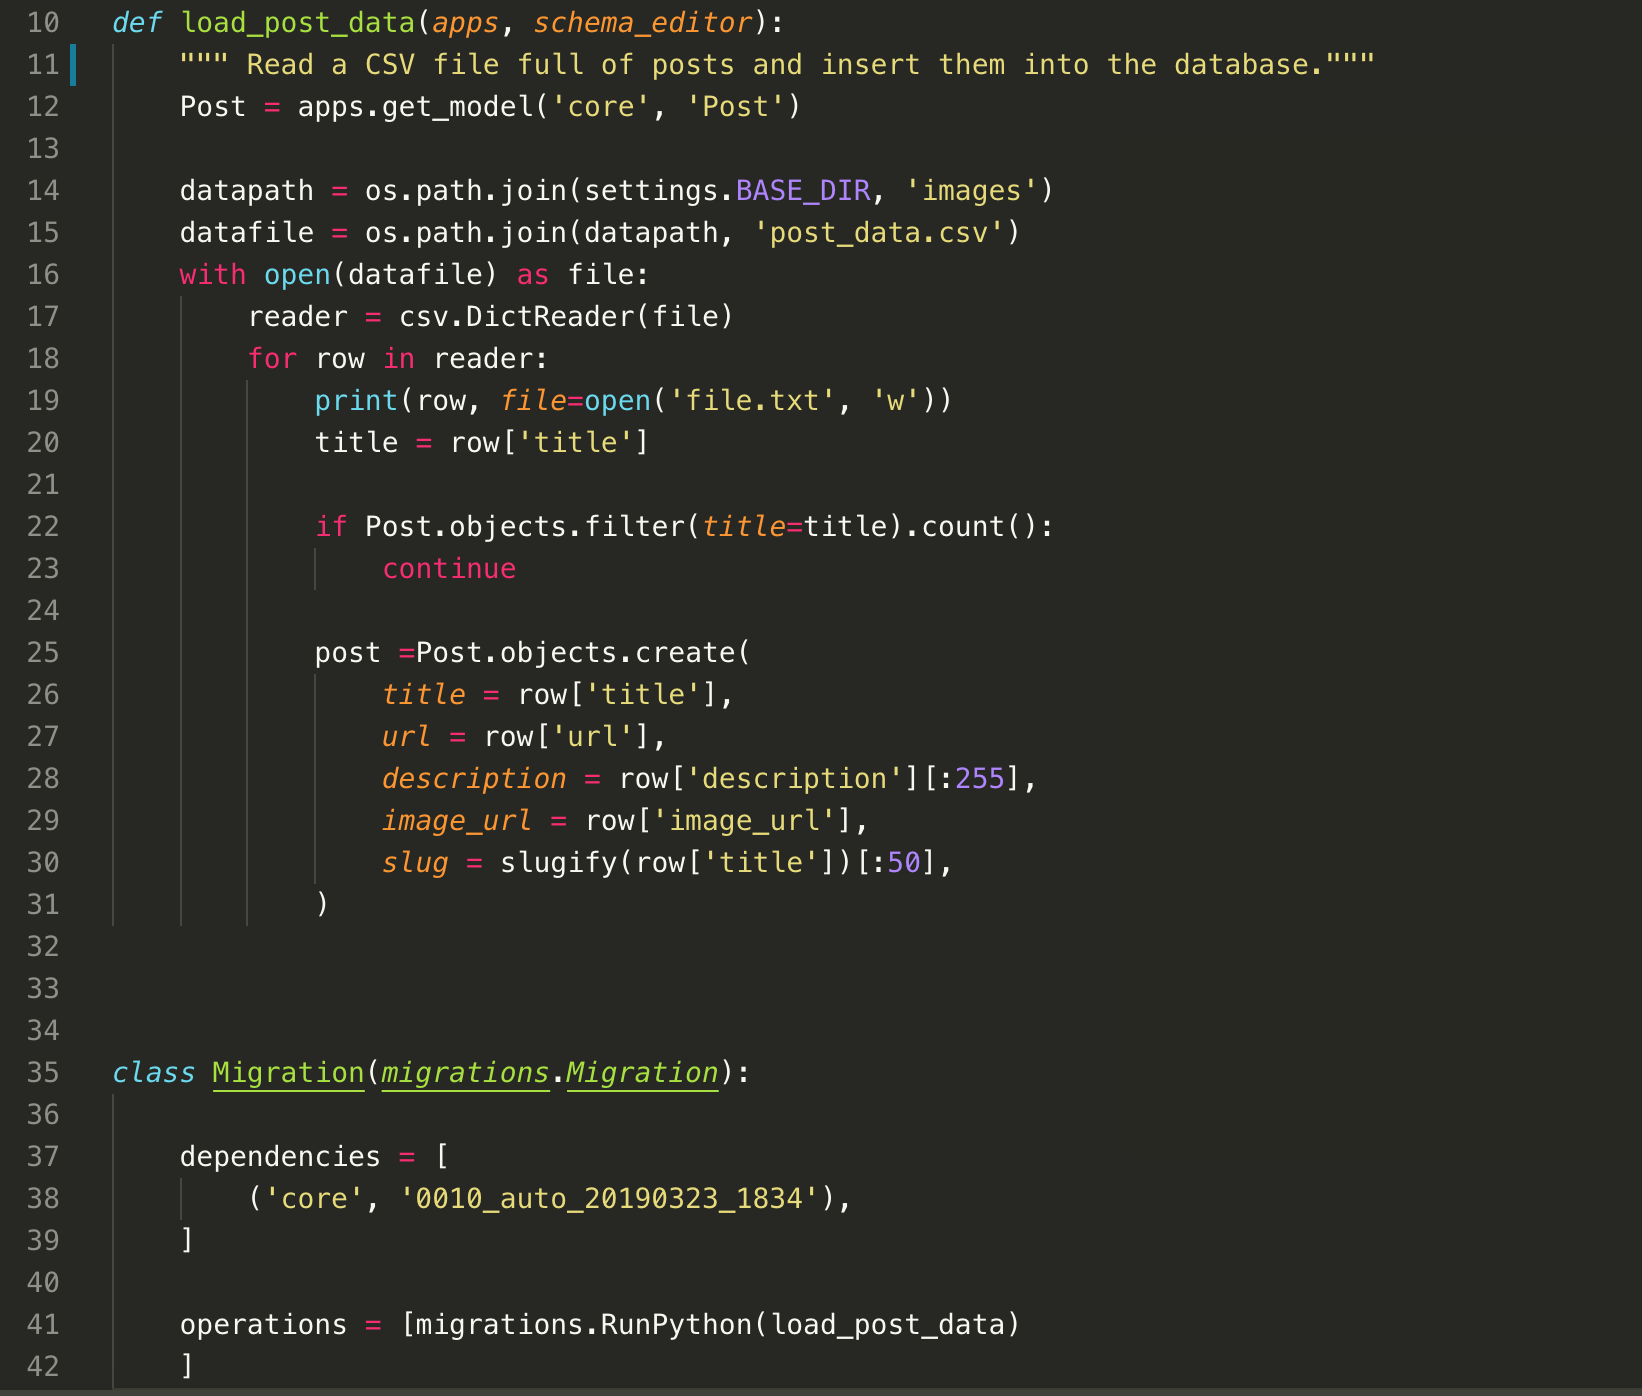 10 def load_post_data(apps, schema_editor):
11     """ Read a CSV file full of posts and insert them into the database."""
12     Post = apps.get_model('core', 'Post')
13
14     datapath = os.path.join(settings.BASE_DIR, 'images')
15     datafile = os.path.join(datapath, 'post_data.csv')
16     with open(datafile) as file:
17         reader = csv.DictReader(file)
18         for row in reader:
19             print(row, file=open('file.txt', 'w'))
20             title = row['title']
21
22             if Post.objects.filter(title=title).count():
23                 continue
24
25             post =Post.objects.create(
26                 title = row['title'],
27                 url = row['url'],
28                 description = row['description'][:255],
29                 image_url = row['image_url'],
30                 slug = slugify(row['title'])[:50],
31             )
32
33
34
35 class Migration(migrations.Migration):
36
37     dependencies = [
38         ('core', '0010_auto_20190323_1834'),
39     ]
40
41     operations = [migrations.RunPython(load_post_data)
42     ]